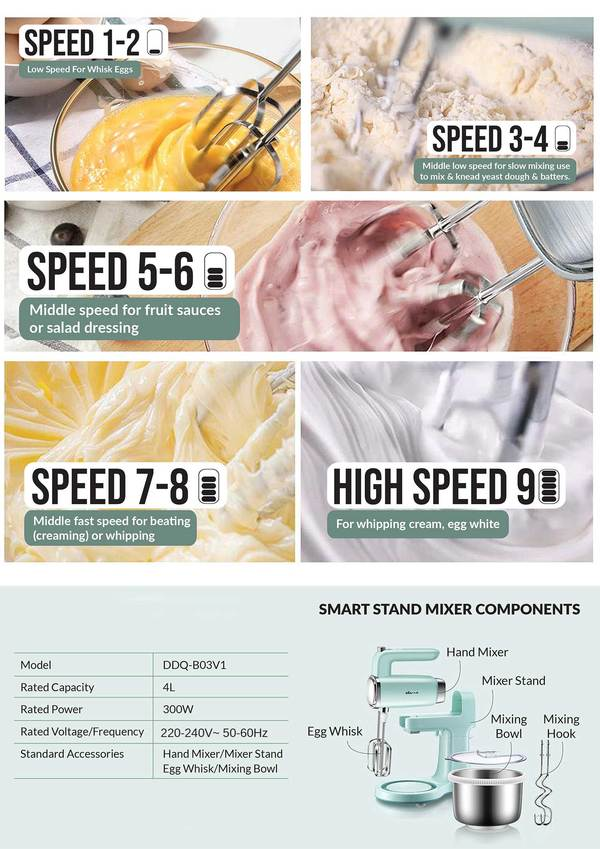 SPEED 1-2
Low Speed For Whisk Eggs
SPEED 3-4
Middle low speed for slow mixing use
to mix & knead yeast dough & batters.
SPEED 5-6
Middle speed for fruit sauces
or salad dressing
SPEED 7-8
Middle fast speed for beating
(creaming) or whipping
HIGH SPEED 9
For whipping cream, egg white
SMART STAND MIXER COMPONENTS
Model DDQ-B03V1
Rated Capacity 4L
Rated Power 300W
Rated Voltage/Frequency 220-240V~ 50-60Hz
Standard Accessories Hand Mixer/Mixer Stand
Egg Whisk/Mixing Bowl
Hand Mixer
Mixer Stand
Egg Whisk
Mixing
Bowl
Mixing
Hook